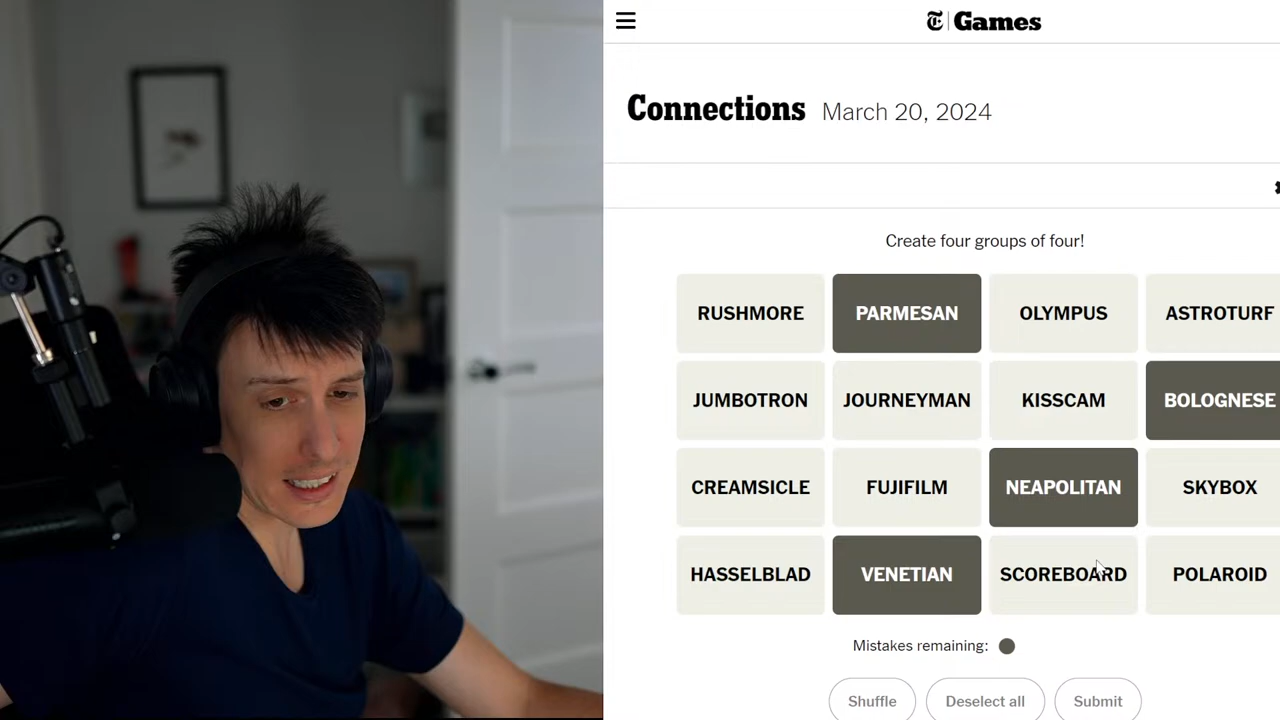 Games
Connections March 20, 2024
Create four groups of four!
RUSHMORE PARMESAN OLYMPUS ASTROTURF
JUMBOTRON JOURNEYMAN KISSCAM BOLOGNESE
CREAMSICLE FUJIFILM NEAPOLITAN SKYBOX
HASSELBLAD VENETIAN SCOREBOARD POLAROID
Mistakes remaining:
Shuffle Deselect all Submit